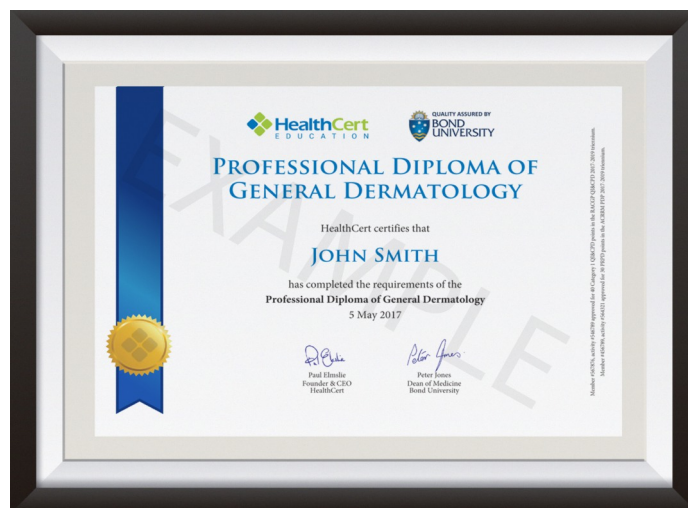 HealthCert
EDUCATION
QUALITY ASSURED BY
BOND
UNIVERSITY
PROFESSIONAL DIPLOMA OF
GENERAL DERMATOLOGY
HealthCert certifies that
JOHN SMITH
has completed the requirements of the
Professional Diploma of General Dermatology
5 May 2017
Paul Elmslie
Founder & CEO
HealthCert
Peter Jones
Dean of Medicine
Bond University
EXAMPLE